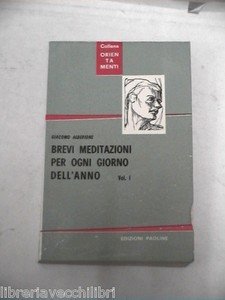 Collana
ORIEN
TA
MENTI
GIACOMO ALBERIONE
BREVI MEDITAZIONI
PER OGNI GIORNO
DELL'ANNO Vol. I
EDIZIONI PAOLINE
libreriavecchilibri